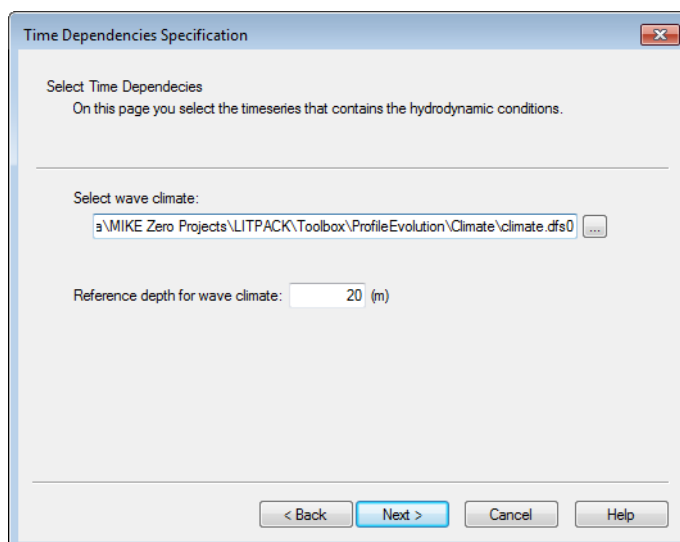 Time Dependencies Specification
Select Time Dependecies
On this page you select the timeseries that contains the hydrodynamic conditions.
Select wave climate:
a\MIKE Zero Projects\LITPACK\Toolbox\ProfileEvolution\Climate\climate.dfs0 ...
Reference depth for wave climate: 20 (m)
< Back Next > Cancel Help